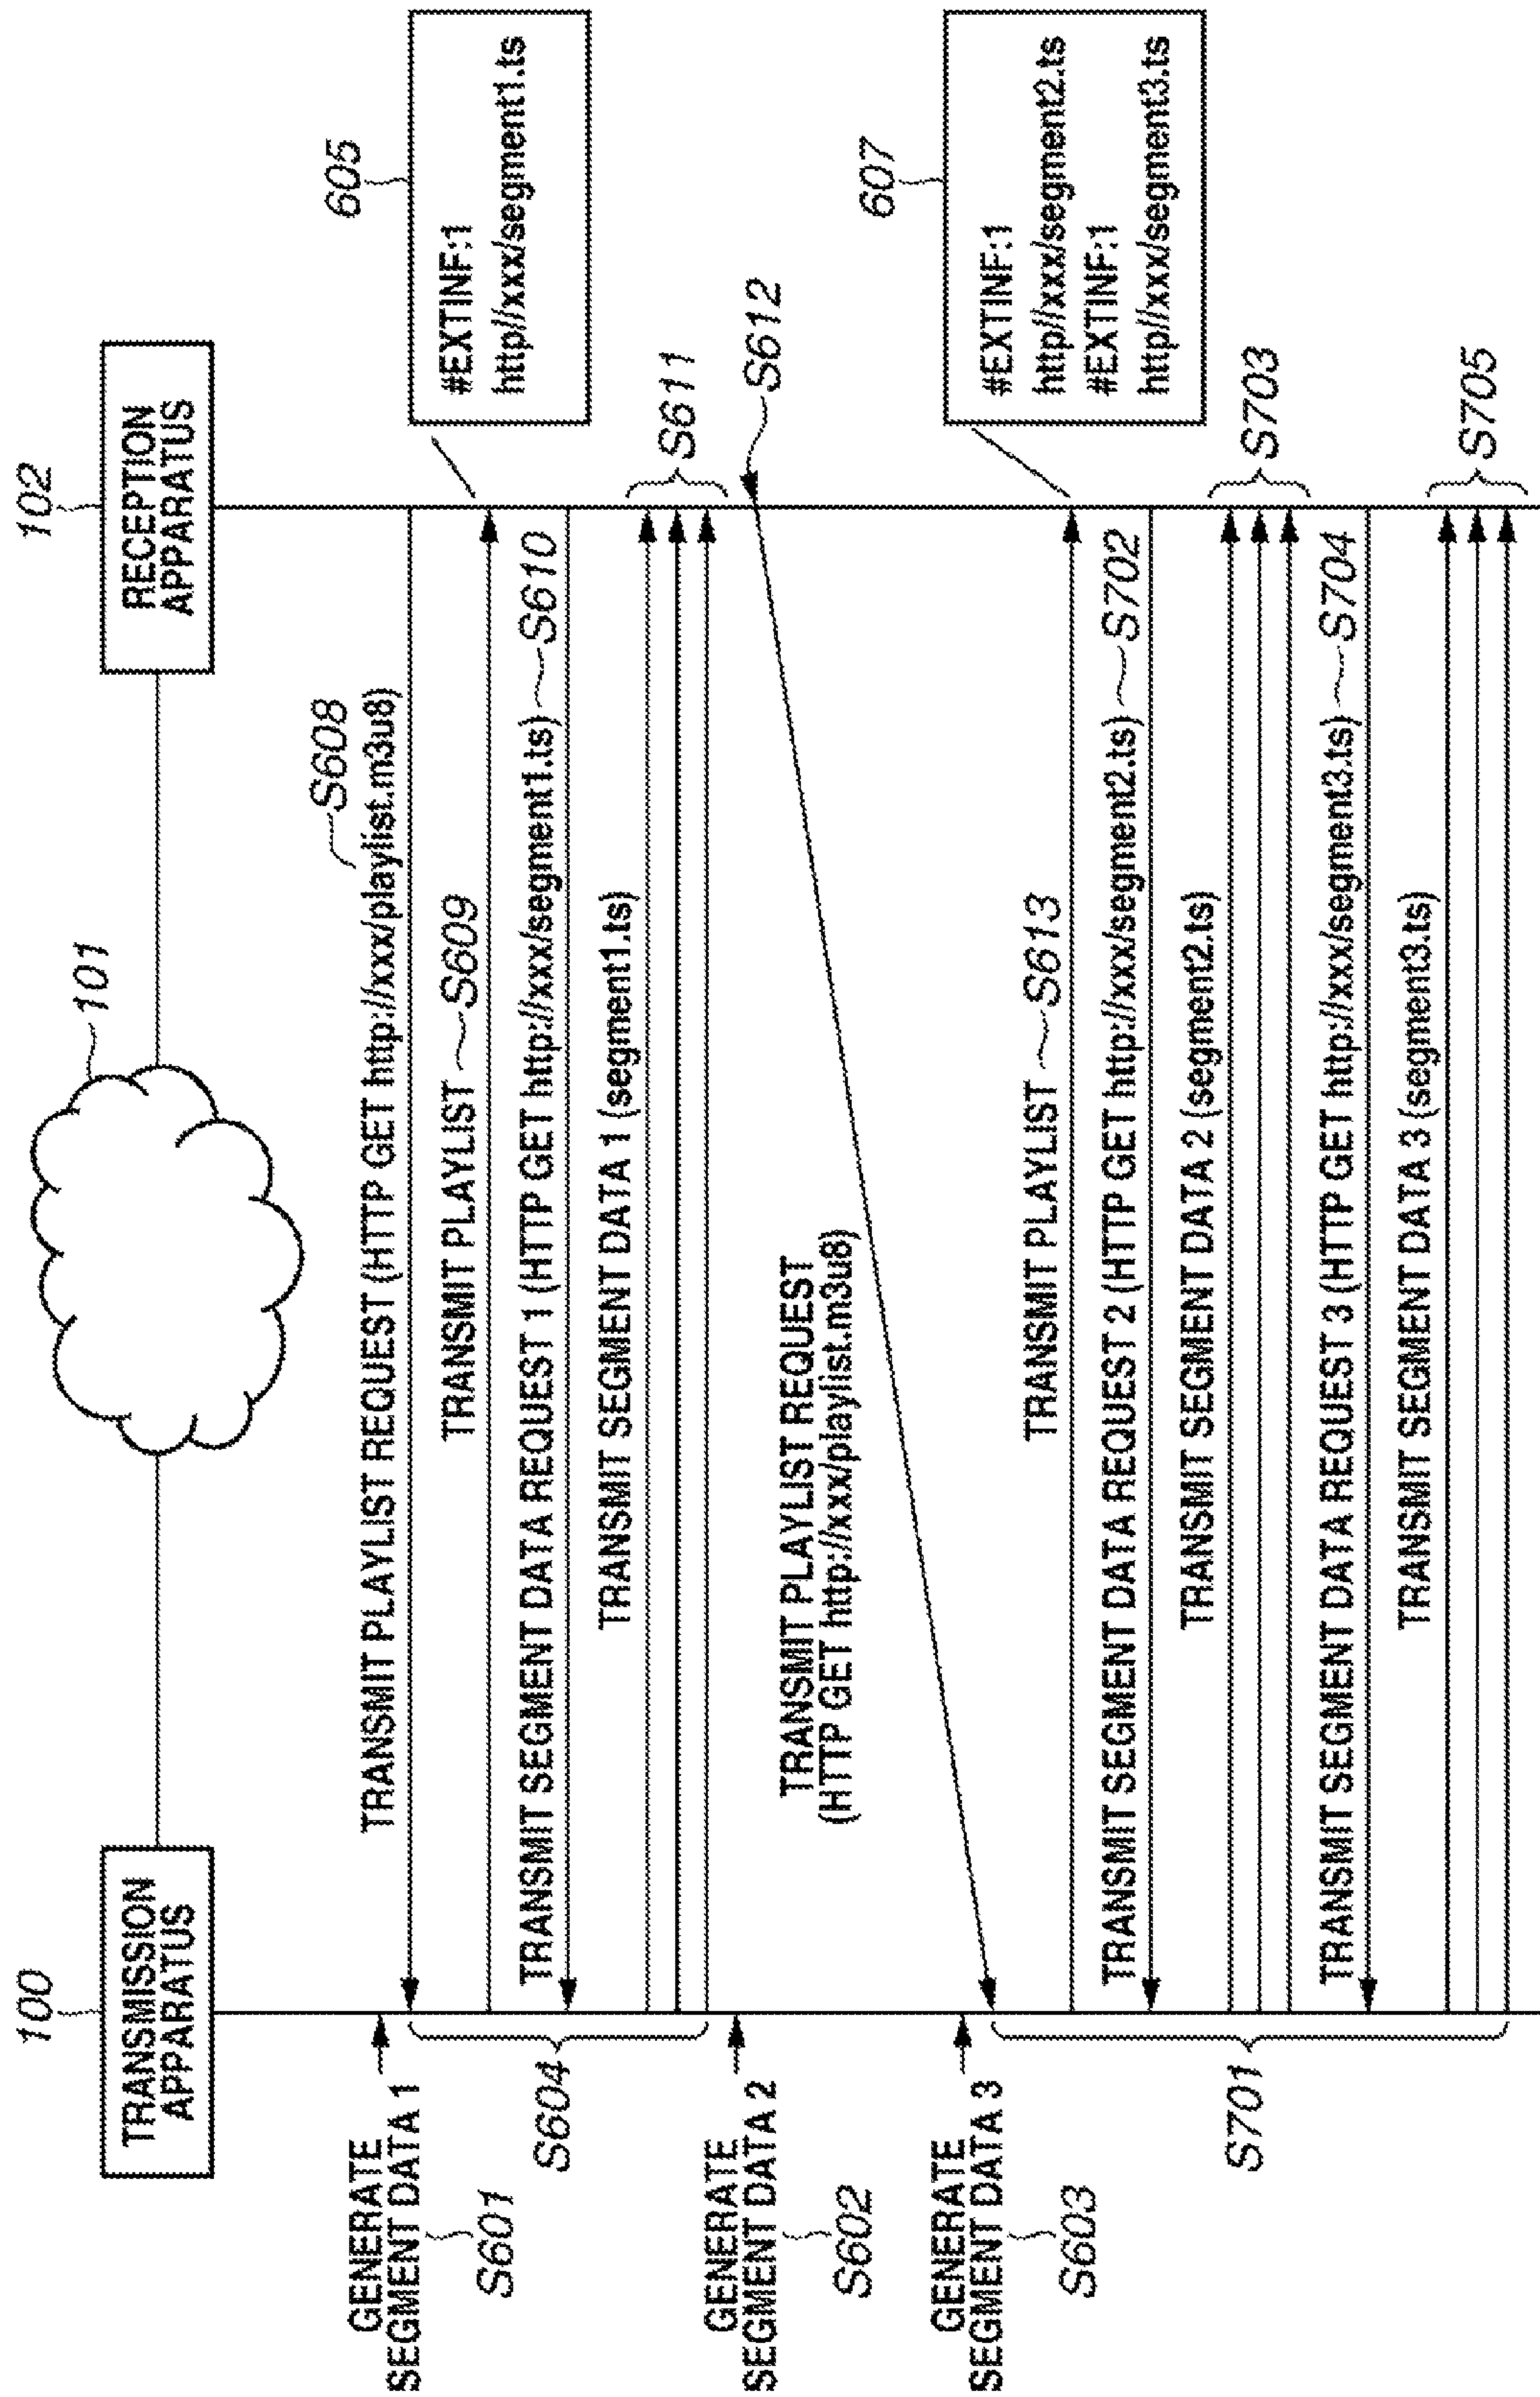 100
TRANSMISSION
APPARATUS
101
102
RECEPTION
APPARATUS
GENERATE
SEGMENT DATA 1
S601
TRANSMIT PLAYLIST REQUEST (HTTP GET http://xxx/playlist.m3u8)
S608
605
#EXTINF:1
http//xxx/segment1.ts
TRANSMIT PLAYLIST
S609
S604
TRANSMIT SEGMENT DATA REQUEST 1 (HTTP GET http://xxx/segment1.ts)
S610
TRANSMIT SEGMENT DATA 1 (segment1.ts)
S611
GENERATE
SEGMENT DATA 2
S602
S612
TRANSMIT PLAYLIST REQUEST
(HTTP GET http://xxx/playlist.m3u8)
GENERATE
SEGMENT DATA 3
S603
607
#EXTINF:1
http//xxx/segment2.ts
#EXTINF:1
http//xxx/segment3.ts
TRANSMIT PLAYLIST
S613
TRANSMIT SEGMENT DATA REQUEST 2 (HTTP GET http://xxx/segment2.ts)
S702
TRANSMIT SEGMENT DATA 2 (segment2.ts)
S703
S701
TRANSMIT SEGMENT DATA REQUEST 3 (HTTP GET http://xxx/segment3.ts)
S704
TRANSMIT SEGMENT DATA 3 (segment3.ts)
S705